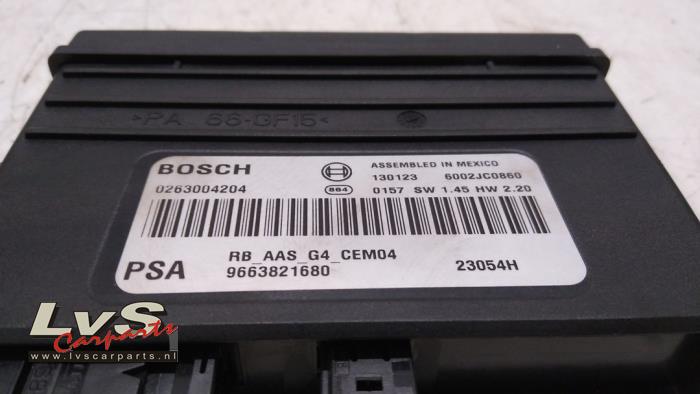 >PA 66-GF15<
BOSCH
ASSEMBLED IN MEXICO
130123 6002JC0860
0263004204
864 0157 SW 1.45 HW 2.20
RB_AAS_G4_CEM04
PSA 9663821680 23054H
LvS
Carparts
www.lvscarparts.nl